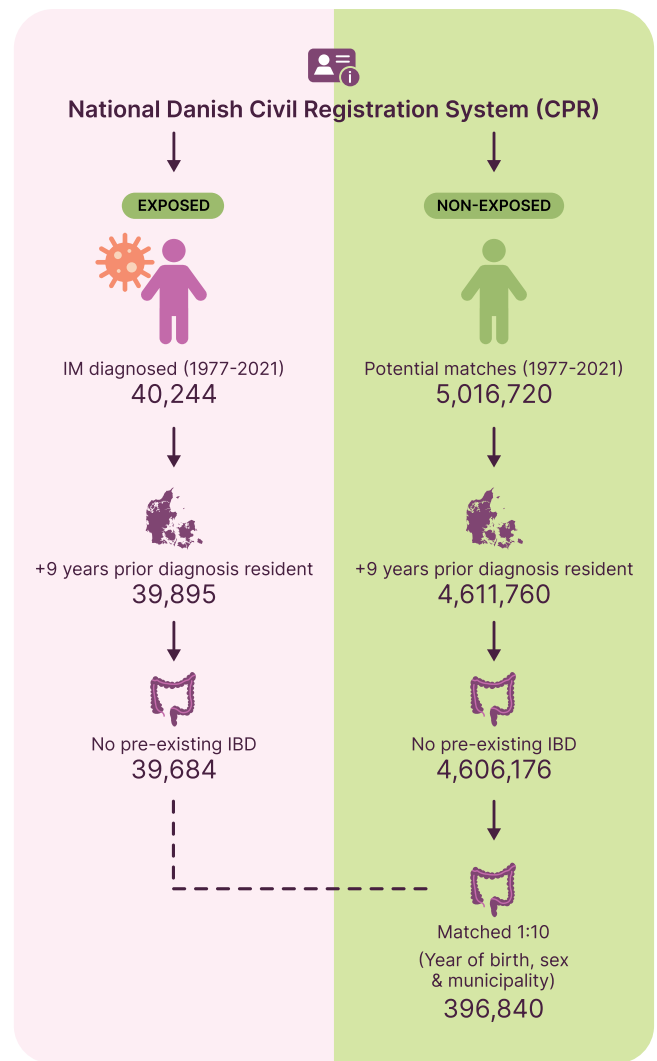 National Danish Civil Registration System (CPR)
EXPOSED
IM diagnosed (1977-2021)
40,244
+9 years prior diagnosis resident
39,895
No pre-existing IBD
39,684
NON-EXPOSED
Potential matches (1977-2021)
5,016,720
+9 years prior diagnosis resident
4,611,760
No pre-existing IBD
4,606,176
Matched 1:10
(Year of birth, sex
& municipality)
396,840